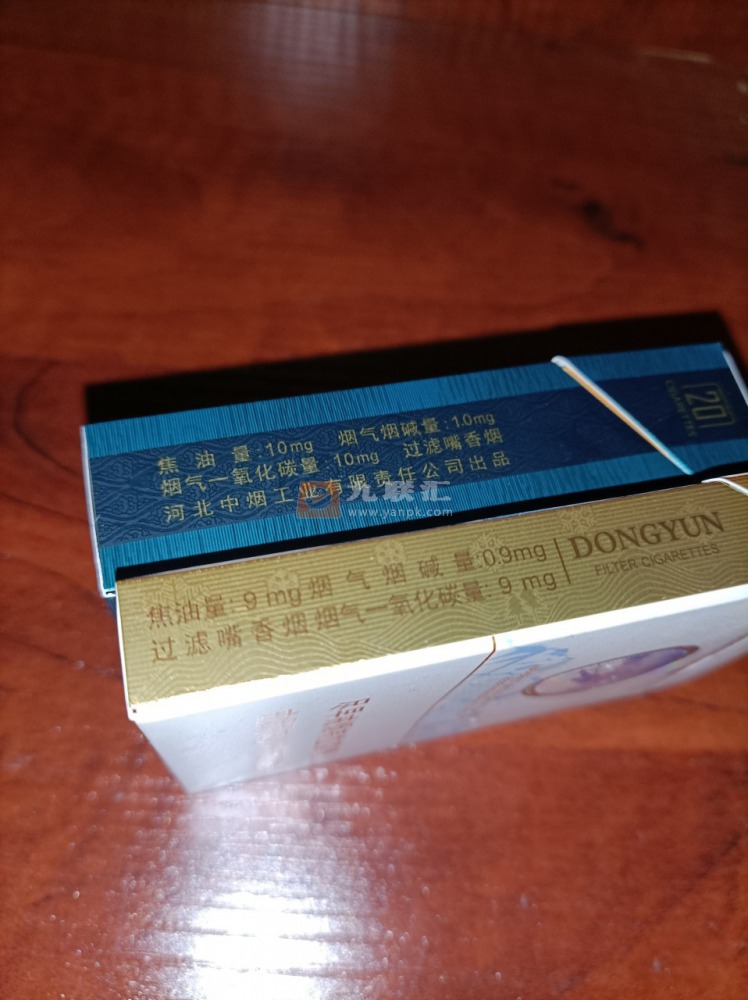 20
CIGARETTES
焦油量:10mg 烟气烟碱量:1.0mg
烟气一氧化碳量:10mg 过滤嘴香烟
河北中烟工业有限责任公司出品
九联汇
www.yanpk.com
焦油量:9mg烟气烟碱量:0.9mg
过滤嘴香烟烟气一氧化碳量:9mg
DONGYUN
FILTER CIGARETTES